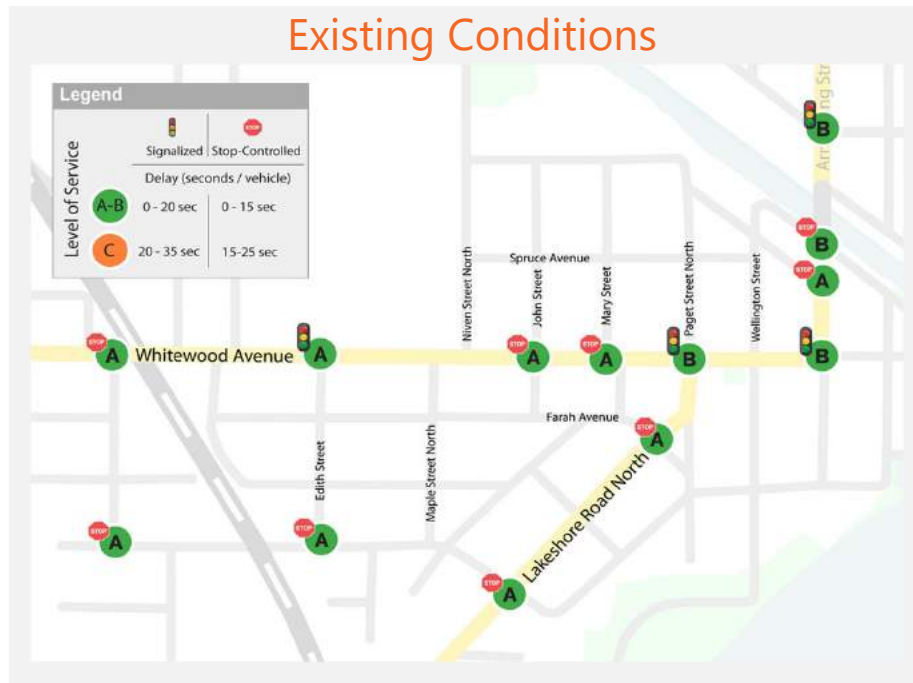 Existing Conditions
Legend
Signalized
STOP
Stop-Controlled
Delay (seconds / vehicle)
Level of Service
A-B
0 - 20 sec
0 - 15 sec
C
20 - 35 sec
15-25 sec
B
STOP
B
STOP
A
Spruce Avenue
Niven Street North
John Street
Mary Street
Paget Street North
Wellington Street
STOP
A
Whitewood Avenue
A
STOP
A
STOP
A
B
B
Farah Avenue
STOP
A
Edith Street
Maple Street North
Lakeshore Road North
STOP
A
STOP
A
STOP
A